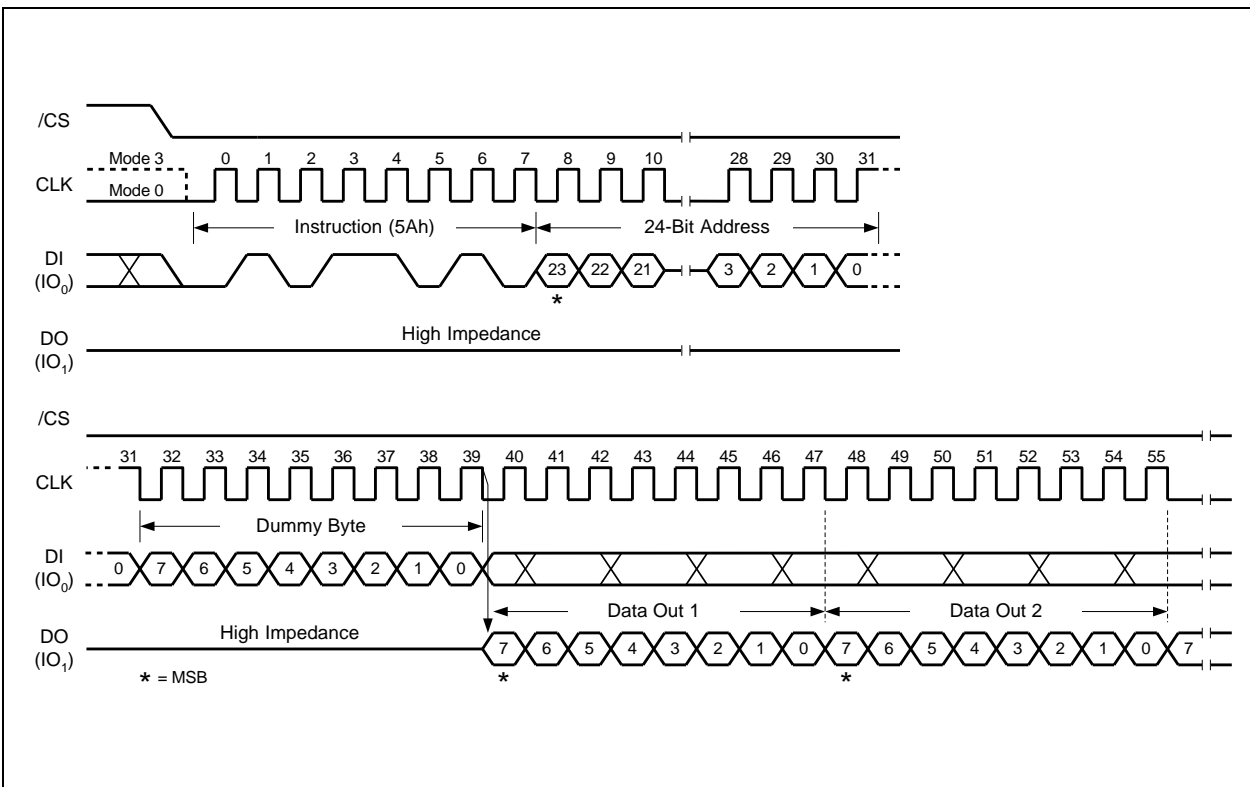 /CS
Mode 3 0 1 2 3 4 5 6 7 8 9 10 28 29 30 31
CLK
Mode 0
Instruction (5Ah) 24-Bit Address
DI
(IO0) 23 22 21 3 2 1 0
*
High Impedance
DO
(IO1)
/CS
31 32 33 34 35 36 37 38 39 40 41 42 43 44 45 46 47 48 49 50 51 52 53 54 55
CLK
Dummy Byte
DI
(IO0) 0 7 6 5 4 3 2 1 0
Data Out 1 Data Out 2
High Impedance
DO
(IO1) 7 6 5 4 3 2 1 0 7 6 5 4 3 2 1 0 7
* = MSB * *